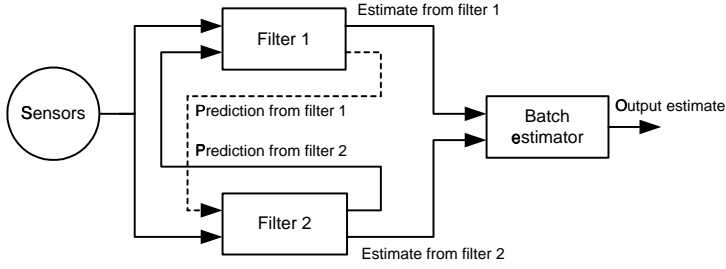 Estimate from filter 1
Filter 1
Sensors
Prediction from filter 1
Output estimate
Batch
estimator
Prediction from filter 2
Filter 2
Estimate from filter 2